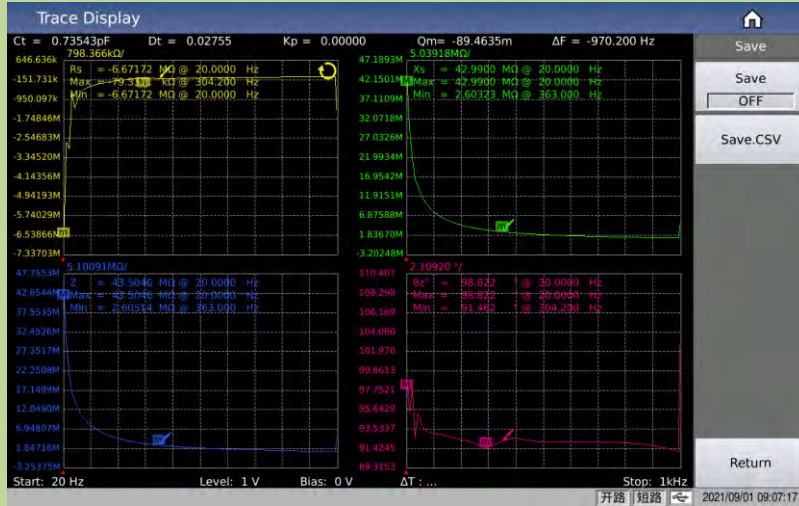 Trace Display
Ct = 0.73543pF Dt = 0.02755 Kp = 0.00000 Qm= -89.4635m ΔF = -970.200 Hz
798.366kΩ/
646.636k
-151.731k
-950.097k
-1.74846M
-2.54683M
-3.34520M
-4.14356M
-4.94193M
-5.74029M
-6.53866M
-7.33703M
Rs = -6.67172 MΩ @ 20.0000 Hz
Max = -79.33 kΩ @ 304.200 Hz
Min = -6.67172 MΩ @ 20.0000 Hz
m
m
5.03918MΩ/
47.1893M
42.1501M
37.1109M
32.0718M
27.0326M
21.9934M
16.9542M
11.9151M
6.87588M
1.83670M
-3.20248M
Xs = 42.9900 MΩ @ 20.0000 Hz
Max = 42.9900 MΩ @ 20.0000 Hz
Min = 2.60323 MΩ @ 363.000 Hz
M
m
5.10091MΩ/
47.7553M
42.6544M
37.5535M
32.4526M
27.3517M
22.2508M
17.1499M
12.0490M
6.94807M
1.84716M
-3.25375M
Z = 43.5046 MΩ @ 20.0000 Hz
Max = 43.5046 MΩ @ 20.0000 Hz
Min = 2.60514 MΩ @ 363.000 Hz
M
m
2.10920 °/
110.407
108.298
106.189
104.080
101.970
99.8613
97.7521
95.6429
93.5337
91.4245
89.3153
θz° = 98.822 ° @ 20.0000 Hz
Max = 98.822 ° @ 20.0000 Hz
Min = 91.462 ° @ 304.200 Hz
M
m
Start: 20 Hz Level: 1 V Bias: 0 V ΔT : ... Stop: 1kHz
Save
Save
OFF
Save.CSV
Return
开路 短路 2021/09/01 09:07:17